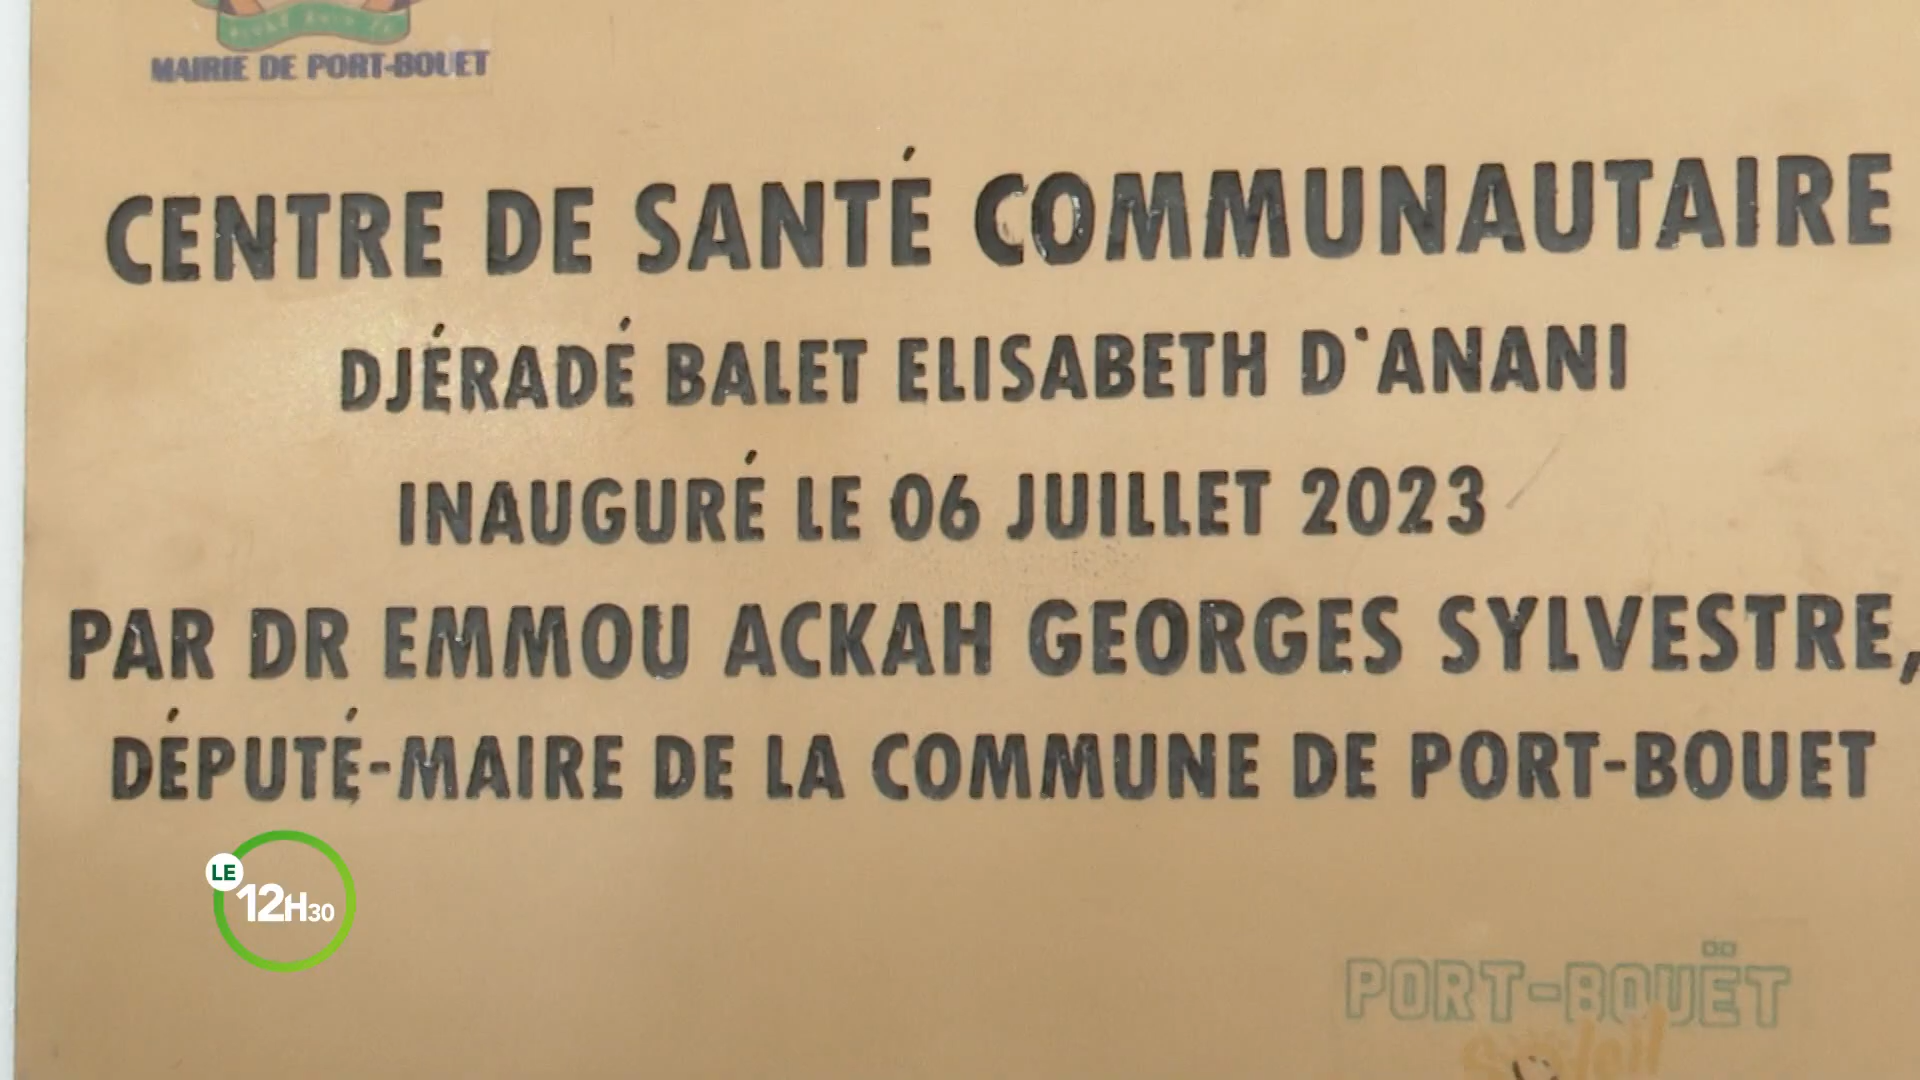 MAIRIE DE PORT-BOUET
CENTRE DE SANTÉ COMMUNAUTAIRE
DJÉRADÉ BALET ELISABETH D'ANANI
INAUGURÉ LE 06 JUILLET 2023
PAR DR EMMOU ACKAH GEORGES SYLVESTRE,
DÉPUTÉ-MAIRE DE LA COMMUNE DE PORT-BOUET
LE
12H30
PORT-BOUËT